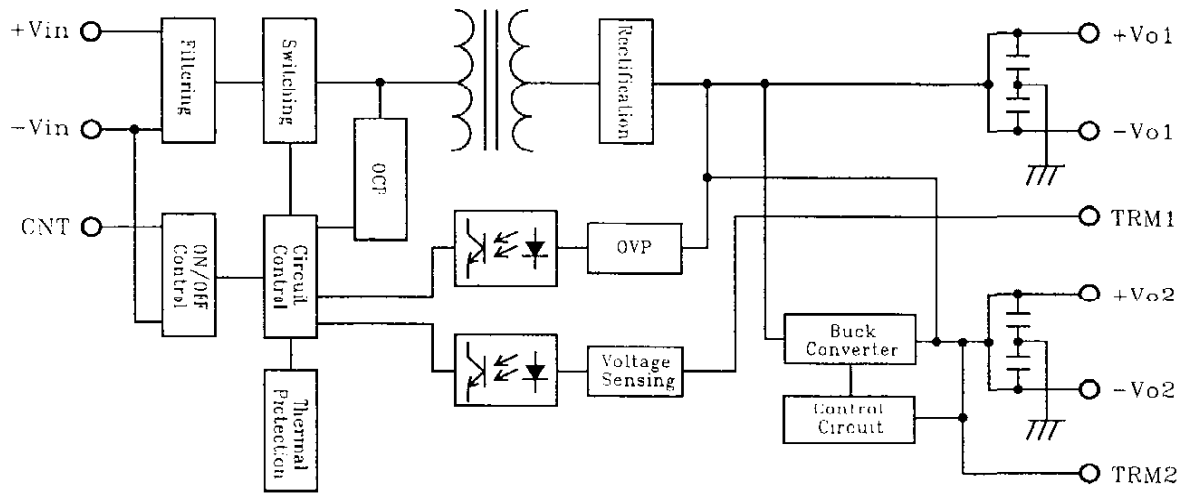 +Vin
-Vin
CNT
Filtering
Switching
OCP
Rectification
ON/OFF
Control
Circuit
Control
Thermal
Protection
OVP
Voltage
Sensing
Buck
Converter
Control
Circuit
+Vo1
-Vo1
TRM1
+Vo2
-Vo2
TRM2